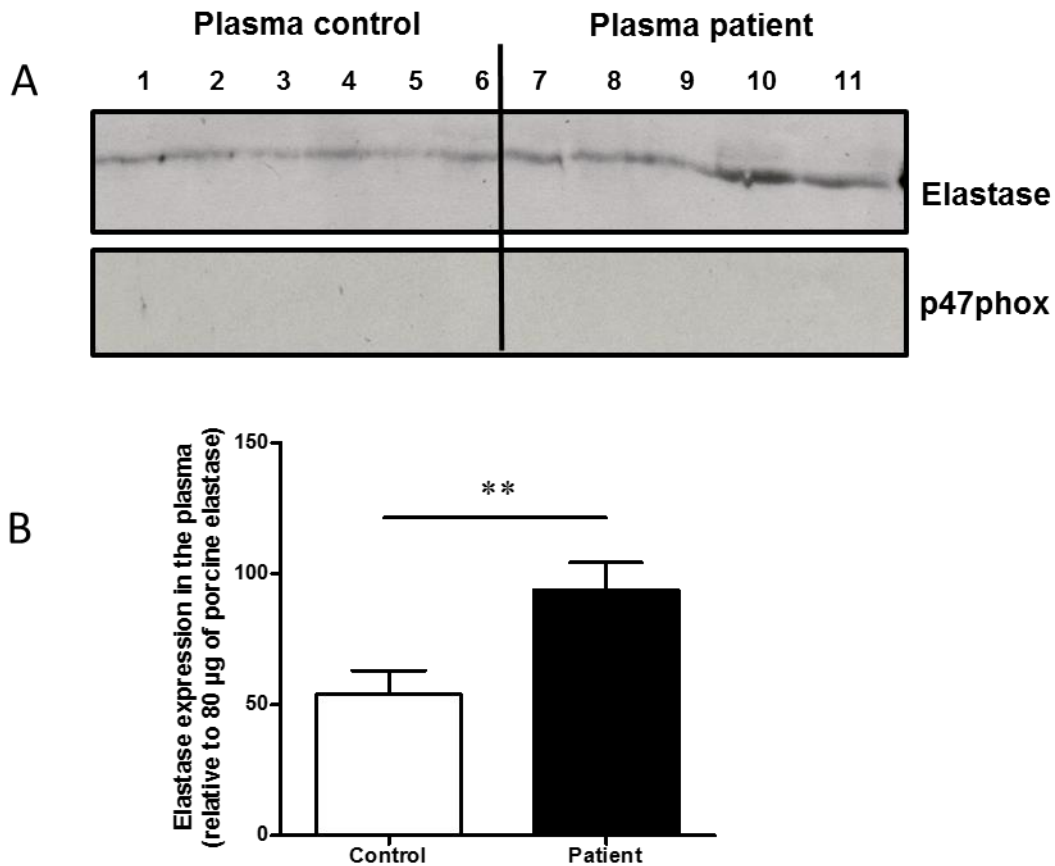 Plasma control Plasma patient
A
1 2 3 4 5 6 7 8 9 10 11
Elastase
p47phox
B
Elastase expression in the plasma
(relative to 80 µg of porcine elastase)
150
**
100
50
0
Control Patient